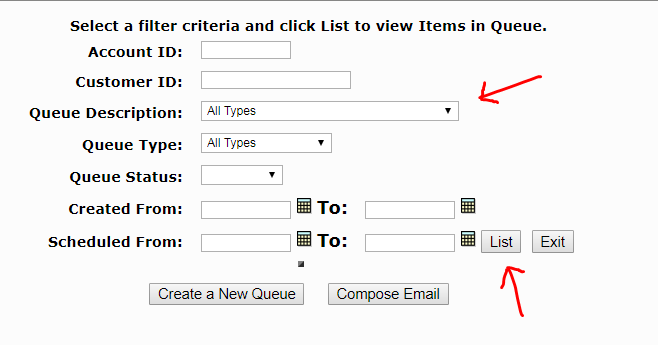 Select a filter criteria and click List to view Items in Queue.
Account ID:
Customer ID:
Queue Description: All Types
Queue Type: All Types
Queue Status:
Created From: To:
Scheduled From: To: List Exit
Create a New Queue Compose Email